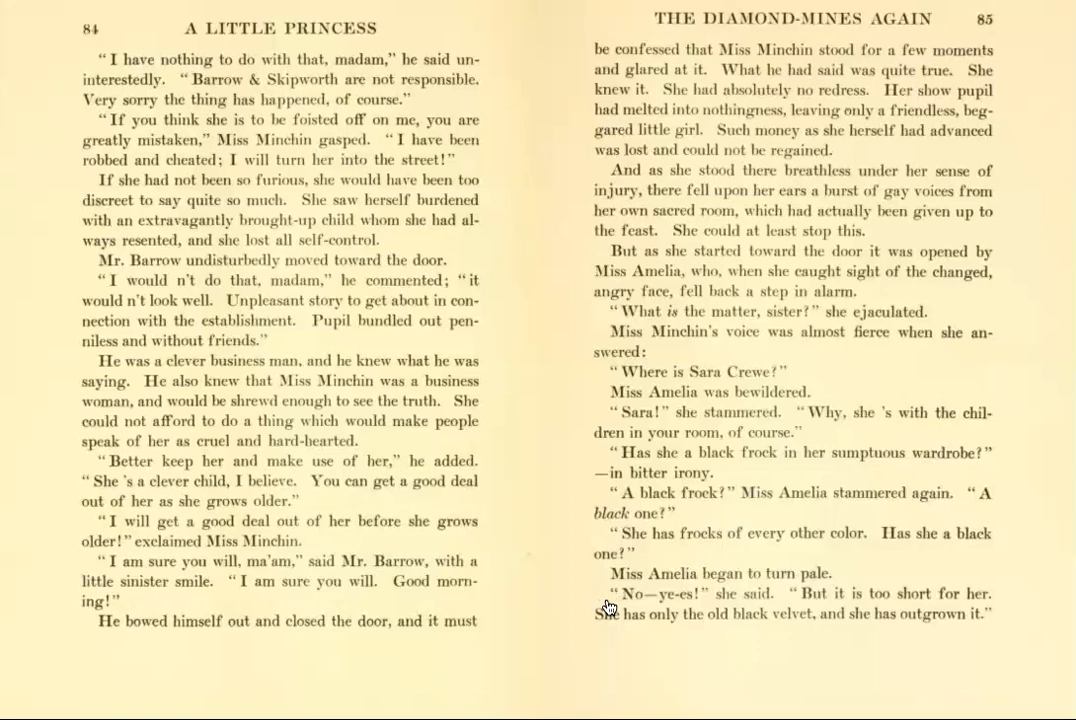 84 A LITTLE PRINCESS
“ I have nothing to do with that, madam,” he said un-
interestedly. “ Barrow & Skipworth are not responsible.
Very sorry the thing has happened, of course.”
“ If you think she is to be foisted off on me, you are
greatly mistaken,” Miss Minchin gasped. “ I have been
robbed and cheated; I will turn her into the street!”
If she had not been so furious, she would have been too
discreet to say quite so much. She saw herself burdened
with an extravagantly brought-up child whom she had al-
ways resented, and she lost all self-control.
Mr. Barrow undisturbedly moved toward the door.
“ I would n't do that, madam,” he commented; “ it
would n't look well. Unpleasant story to get about in con-
nection with the establishment. Pupil bundled out pen-
niless and without friends.”
He was a clever business man, and he knew what he was
saying. He also knew that Miss Minchin was a business
woman, and would be shrewd enough to see the truth. She
could not afford to do a thing which would make people
speak of her as cruel and hard-hearted.
“ Better keep her and make use of her,” he added.
“ She 's a clever child, I believe. You can get a good deal
out of her as she grows older.”
“ I will get a good deal out of her before she grows
older!” exclaimed Miss Minchin.
“ I am sure you will, ma'am,” said Mr. Barrow, with a
little sinister smile. “ I am sure you will. Good morn-
ing!”
He bowed himself out and closed the door, and it must
THE DIAMOND-MINES AGAIN 85
be confessed that Miss Minchin stood for a few moments
and glared at it. What he had said was quite true. She
knew it. She had absolutely no redress. Her show pupil
had melted into nothingness, leaving only a friendless, beg-
gared little girl. Such money as she herself had advanced
was lost and could not be regained.
And as she stood there breathless under her sense of
injury, there fell upon her ears a burst of gay voices from
her own sacred room, which had actually been given up to
the feast. She could at least stop this.
But as she started toward the door it was opened by
Miss Amelia, who, when she caught sight of the changed,
angry face, fell back a step in alarm.
“ What is the matter, sister?” she ejaculated.
Miss Minchin's voice was almost fierce when she an-
swered:
“ Where is Sara Crewe?”
Miss Amelia was bewildered.
“ Sara!” she stammered. “ Why, she 's with the chil-
dren in your room, of course.”
“ Has she a black frock in her sumptuous wardrobe?”
—in bitter irony.
“ A black frock?” Miss Amelia stammered again. “ A
black one?”
“ She has frocks of every other color. Has she a black
one?”
Miss Amelia began to turn pale.
“ No—ye-es!” she said. “ But it is too short for her.
She has only the old black velvet, and she has outgrown it.”